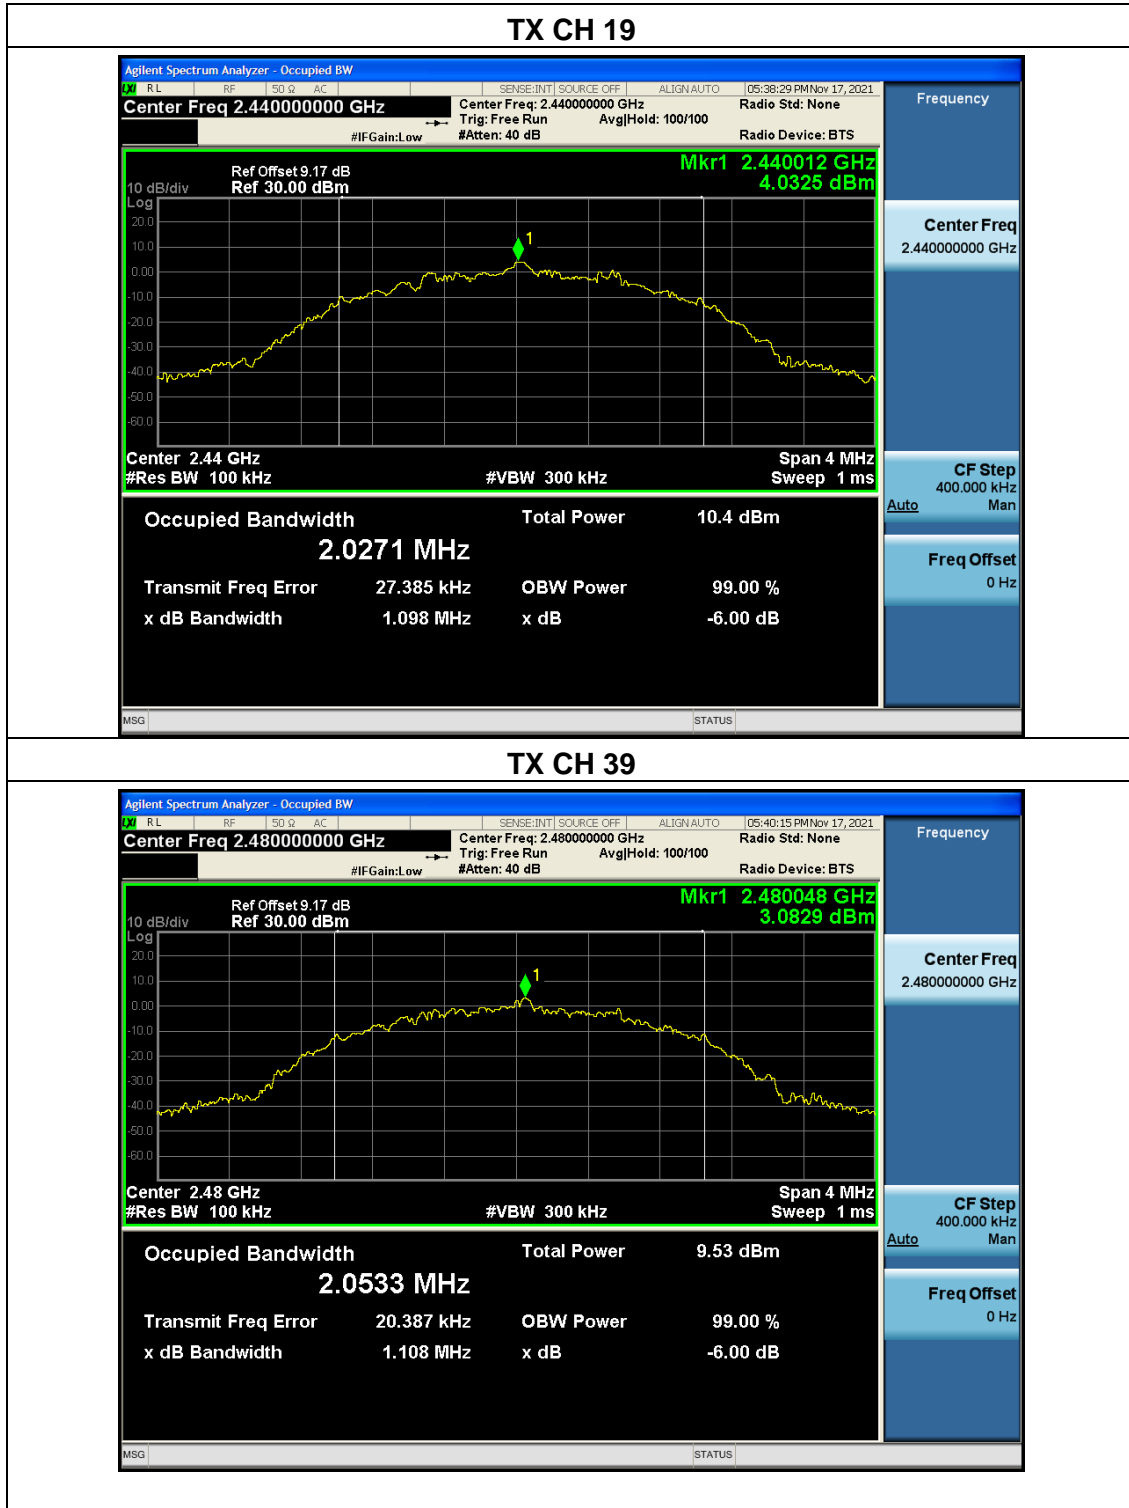 TX CH 19
Agilent Spectrum Analyzer - Occupied BW
LXI RL RF 50 Ω AC SENSE:INT SOURCE OFF ALIGN AUTO 05:38:29 PM Nov 17, 2021
Center Freq 2.440000000 GHz
Center Freq: 2.440000000 GHz
Radio Std: None
Trig: Free Run Avg|Hold: 100/100
#IFGain:Low
#Atten: 40 dB
Radio Device: BTS
Frequency
Mkr1 2.440012 GHz
4.0325 dBm
Ref Offset 9.17 dB
10 dB/div Ref 30.00 dBm
Log
20.0
10.0
0.00
-10.0
-20.0
-30.0
-40.0
-50.0
-60.0
1
Center 2.44 GHz
Span 4 MHz
#Res BW 100 kHz
#VBW 300 kHz
Sweep 1 ms
Center Freq
2.440000000 GHz
CF Step
400.000 kHz
Auto Man
Freq Offset
0 Hz
Occupied Bandwidth
2.0271 MHz
Total Power 10.4 dBm
Transmit Freq Error 27.385 kHz OBW Power 99.00 %
x dB Bandwidth 1.098 MHz x dB -6.00 dB
MSG STATUS
TX CH 39
Agilent Spectrum Analyzer - Occupied BW
LXI RL RF 50 Ω AC SENSE:INT SOURCE OFF ALIGN AUTO 05:40:15 PM Nov 17, 2021
Center Freq 2.480000000 GHz
Center Freq: 2.480000000 GHz
Radio Std: None
Trig: Free Run Avg|Hold: 100/100
#IFGain:Low
#Atten: 40 dB
Radio Device: BTS
Frequency
Mkr1 2.480048 GHz
3.0829 dBm
Ref Offset 9.17 dB
10 dB/div Ref 30.00 dBm
Log
20.0
10.0
0.00
-10.0
-20.0
-30.0
-40.0
-50.0
-60.0
1
Center 2.48 GHz
Span 4 MHz
#Res BW 100 kHz
#VBW 300 kHz
Sweep 1 ms
Center Freq
2.480000000 GHz
CF Step
400.000 kHz
Auto Man
Freq Offset
0 Hz
Occupied Bandwidth
2.0533 MHz
Total Power 9.53 dBm
Transmit Freq Error 20.387 kHz OBW Power 99.00 %
x dB Bandwidth 1.108 MHz x dB -6.00 dB
MSG STATUS